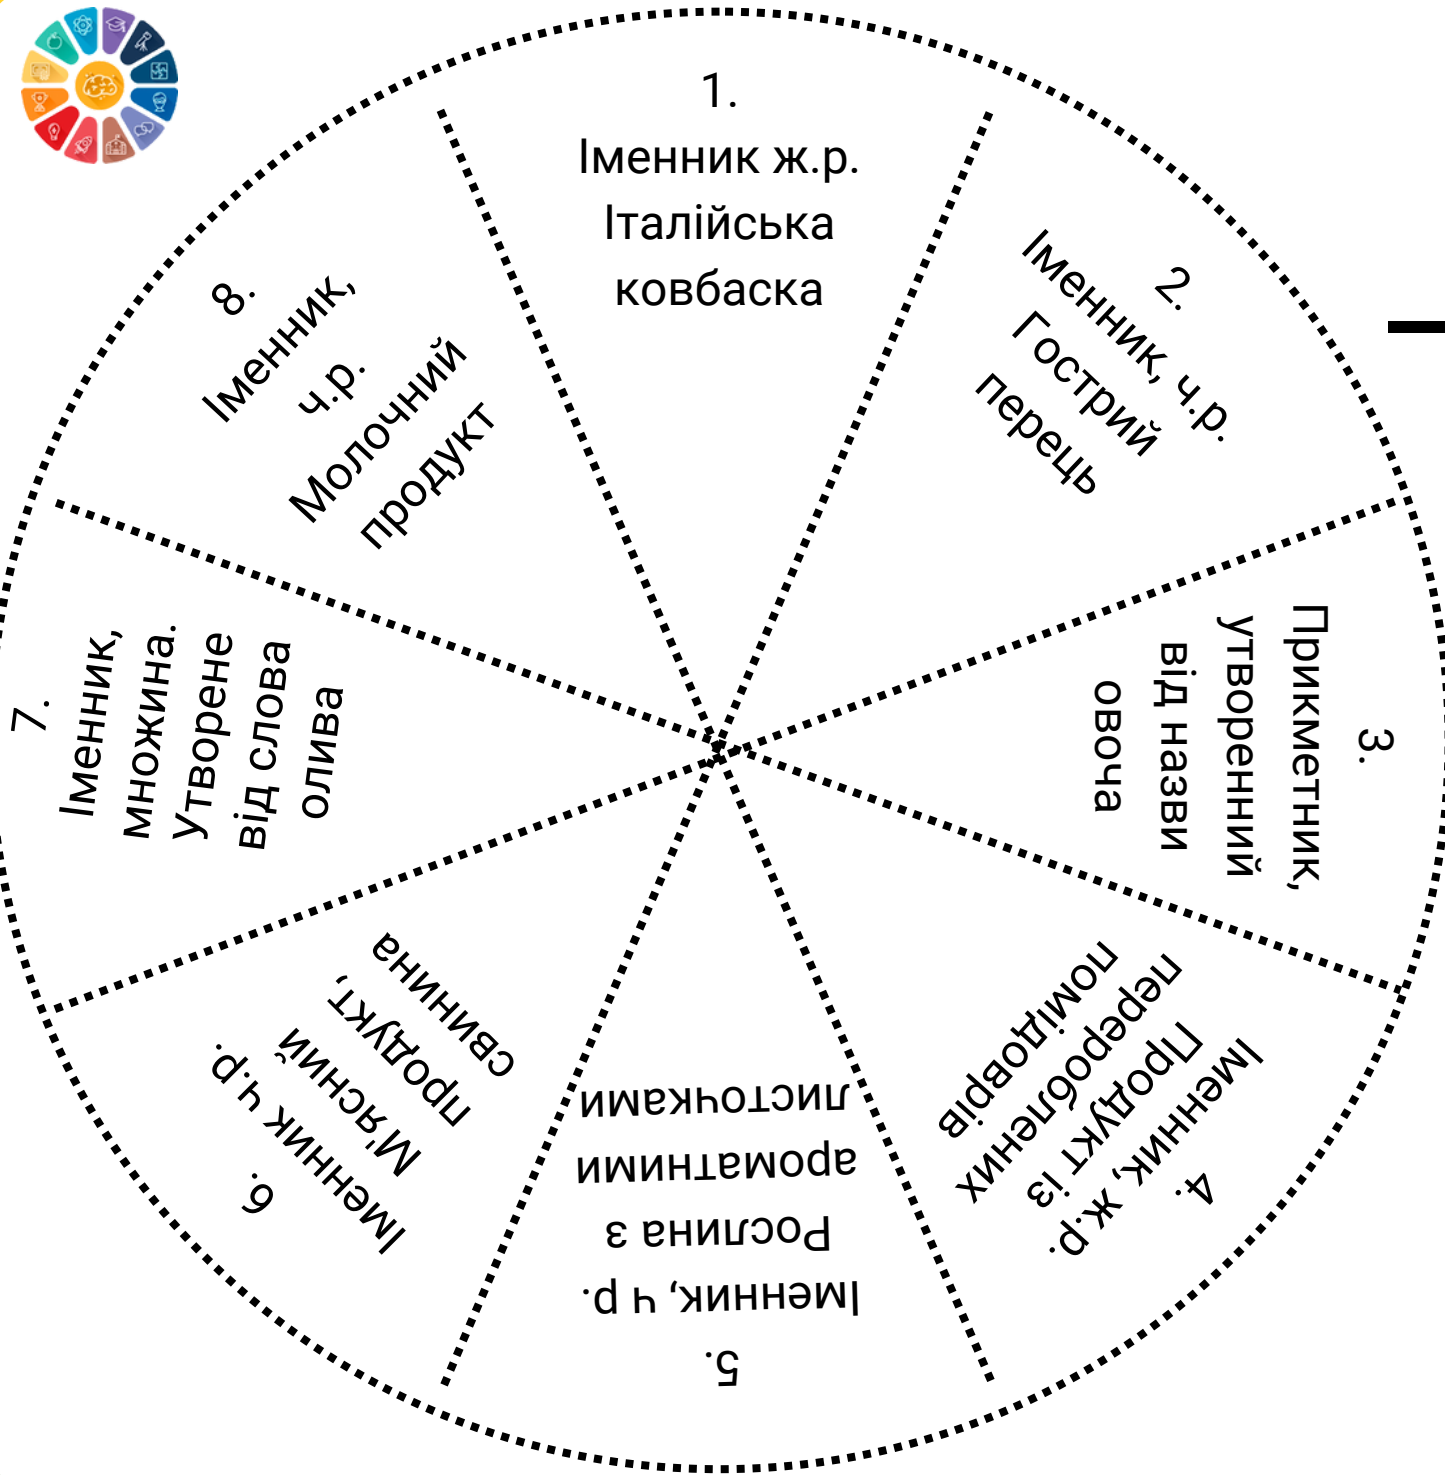 1.
Іменник ж.р.
Італійська
ковбаска
2.
Іменник, ч.р.
Гострий
перець
3.
Прикметник,
утворенний
від назви
овоча
4.
Іменник, ж.р.
Продукт із
перероблених
помідорів
5.
Іменник, ч р.
Рослина з
ароматними
листочками
6.
Іменник ч.р.
М'ясний
продукт,
свинина
7.
Іменник,
множина.
Утворене
від слова
олива
8.
Іменник,
ч.р.
Молочний
продукт